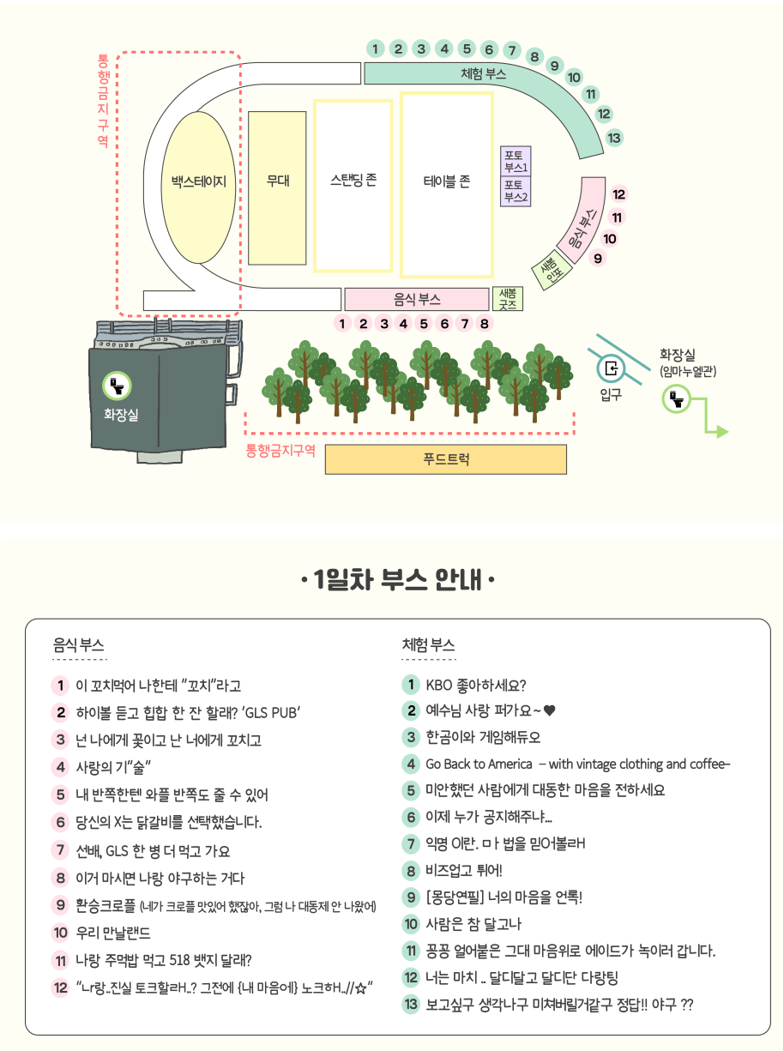 통행금지구역
1 2 3 4 5 6 7 8 9 10 11 12 13
체험 부스
백스테이지
무대
스탠딩 존
테이블 존
포토
부스1
포토
부스2
12
11
10
9
음식 부스
새봄
인포
음식 부스
새봄
굿즈
1 2 3 4 5 6 7 8
화장실
통행금지구역
푸드트럭
입구
화장실
(임마누엘관)
·1일차 부스 안내·
음식 부스
1 이 꼬치먹어 나한테 “꼬치”라고
2 하이볼 듣고 힙합 한 잔 할래? ‘GLS PUB’
3 넌 나에게 꽃이고 난 너에게 꼬치고
4 사랑의 기“술”
5 내 반쪽한텐 와플 반쪽도 줄 수 있어
6 당신의 X는 닭갈비를 선택했습니다.
7 선배, GLS 한 병 더 먹고 가요
8 이거 마시면 나랑 야구하는 거다
9 환승크로플 (네가 크로플 맛있어 했잖아, 그럼 나 대동제 안 나왔어)
10 우리 만날랜드
11 나랑 주먹밥 먹고 518 뱃지 달래?
12 “나랑..진실 토크할ㄹH..? 그전에 {내 마음에} 노크ㅎH..//☆”
체험 부스
1 KBO 좋아하세요?
2 예수님 사랑 퍼가요~♥
3 한곰이와 게임해듀오
4 Go Back to America – with vintage clothing and coffee–
5 미안했던 사람에게 대동한 마음을 전하세요
6 이제 누가 공지해주냐...
7 익명 이란. ㅁㅏ법을 믿어볼ㄹH
8 비즈업고 튀어!
9 [몽당연필] 너의 마음을 언록!
10 사람은 참 달고나
11 꽁꽁 얼어붙은 그대 마음위로 에이드가 녹이러 갑니다.
12 너는 마치 .. 달디달고 달디단 다랑팅
13 보고싶구 생각나구 미쳐버릴거같구 정답!! 야구 ??